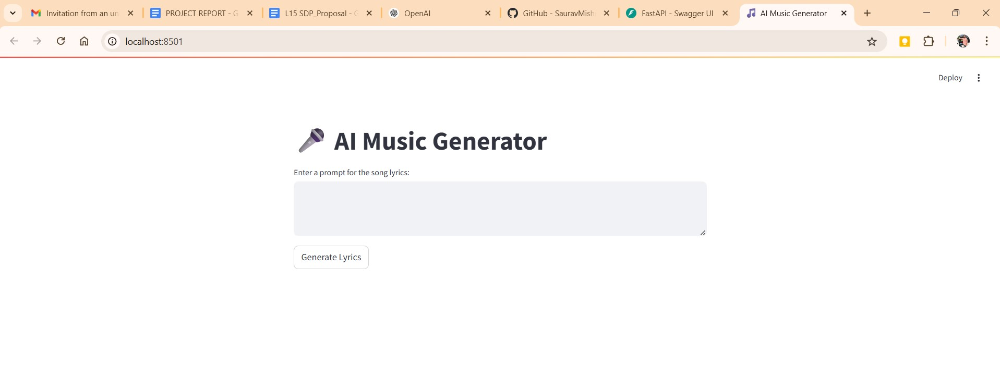 Invitation from an un
PROJECT REPORT - G
L15 SDP_Proposal - G
OpenAI
GitHub - SauravMish
FastAPI - Swagger UI
AI Music Generator
localhost:8501
Deploy
AI Music Generator
Enter a prompt for the song lyrics:
Generate Lyrics